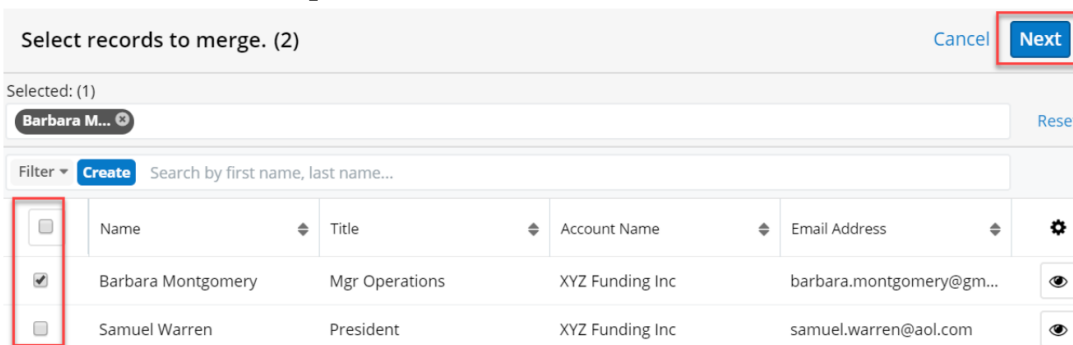 Select records to merge. (2) Cancel Next
Selected: (1)
Barbara M... Reset
Filter Create Search by first name, last name...
Name Title Account Name Email Address
Barbara Montgomery Mgr Operations XYZ Funding Inc barbara.montgomery@gm...
Samuel Warren President XYZ Funding Inc samuel.warren@aol.com